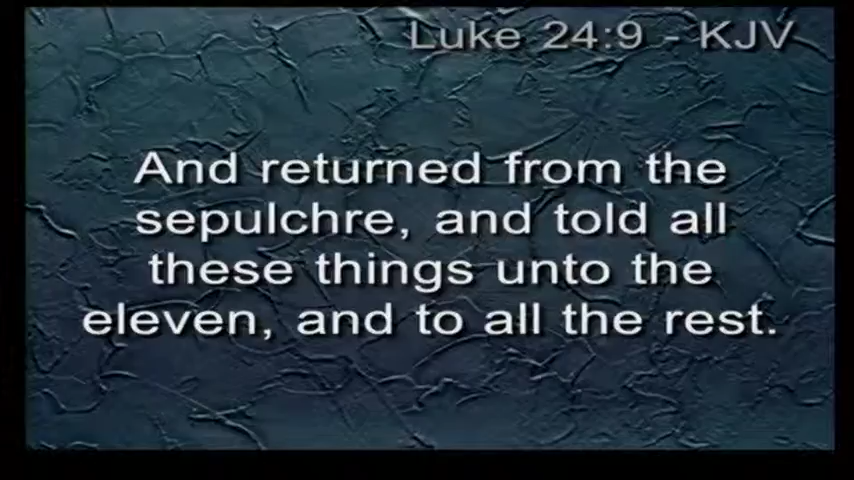 Luke 24:9 - KJV
And returned from the
sepulchre, and told all
these things unto the
eleven, and to all the rest.